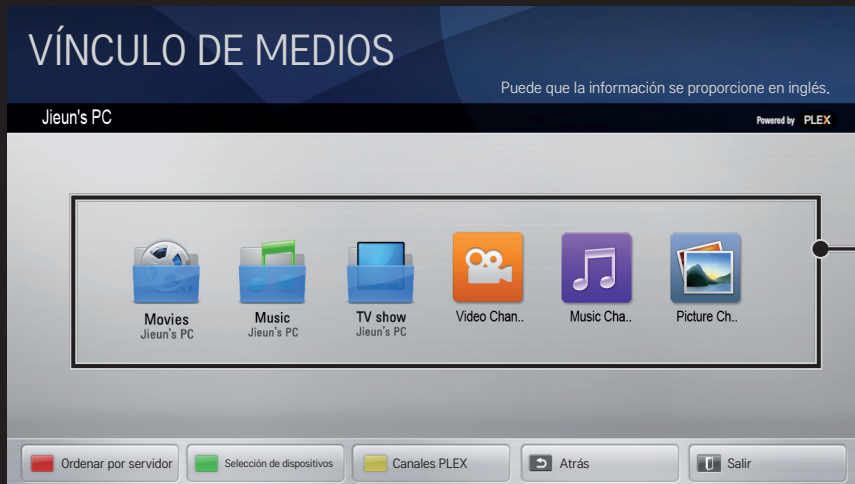 VÍNCULO DE MEDIOS
Puede que la información se proporcione en inglés.
Jieun's PC
Powered by PLEX
Movies
Jieun's PC
Music
Jieun's PC
TV show
Jieun's PC
Video Chan..
Music Cha..
Picture Ch..
Ordenar por servidor
Selección de dispositivos
Canales PLEX
Atrás
Salir